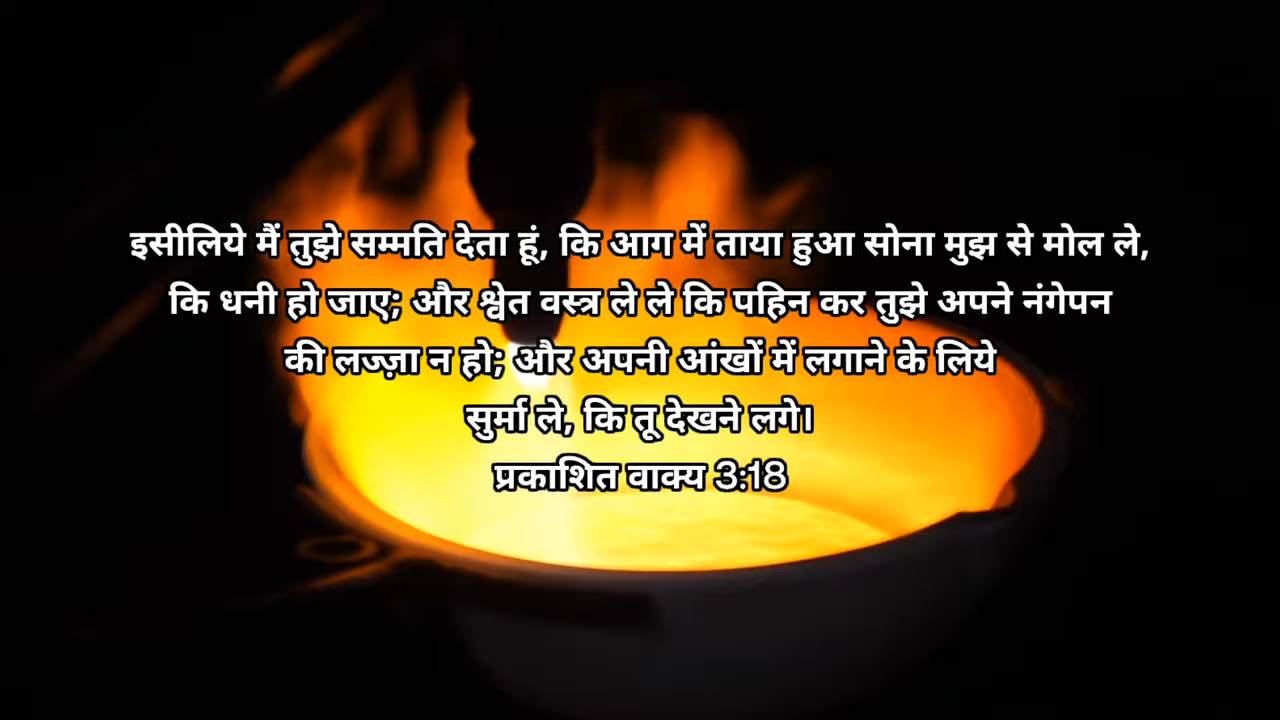 इसीलिये मैं तुझे सम्मति देता हूं, कि आग में ताया हुआ सोना मुझ से मोल ले,
कि धनी हो जाए; और श्वेत वस्त्र ले ले कि पहिन कर तुझे अपने नंगेपन
की लज्ज़ा न हो; और अपनी आंखों में लगाने के लिये
सुर्मा ले, कि तू देखने लगे।
प्रकाशित वाक्य 3:18